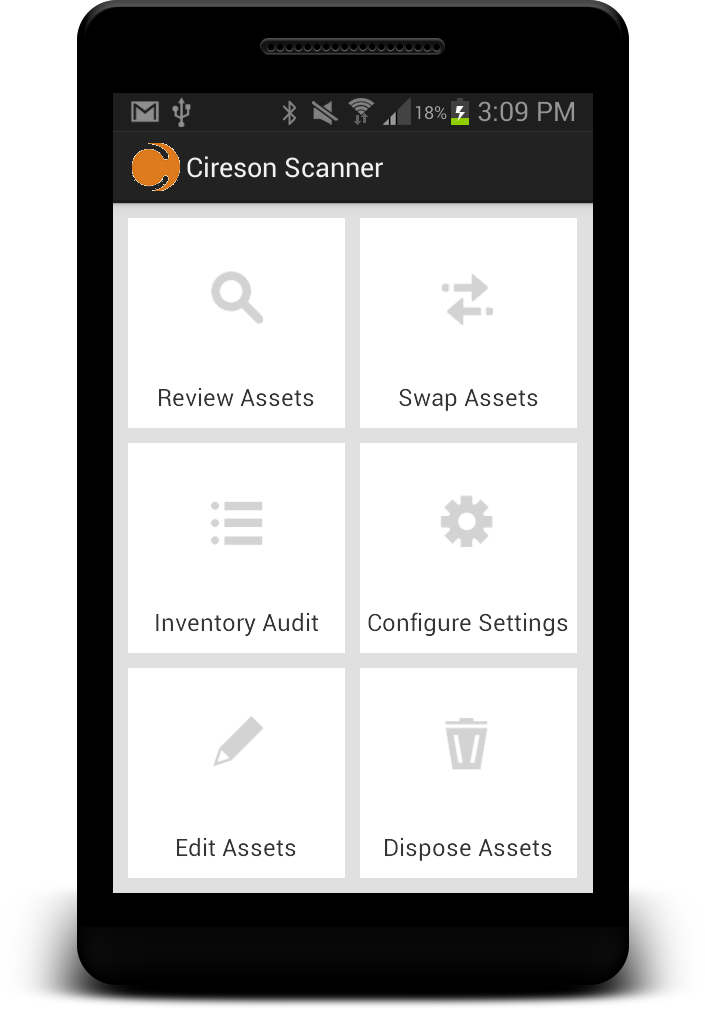 18% 3:09 PM
Cireson Scanner
Review Assets
Swap Assets
Inventory Audit
Configure Settings
Edit Assets
Dispose Assets